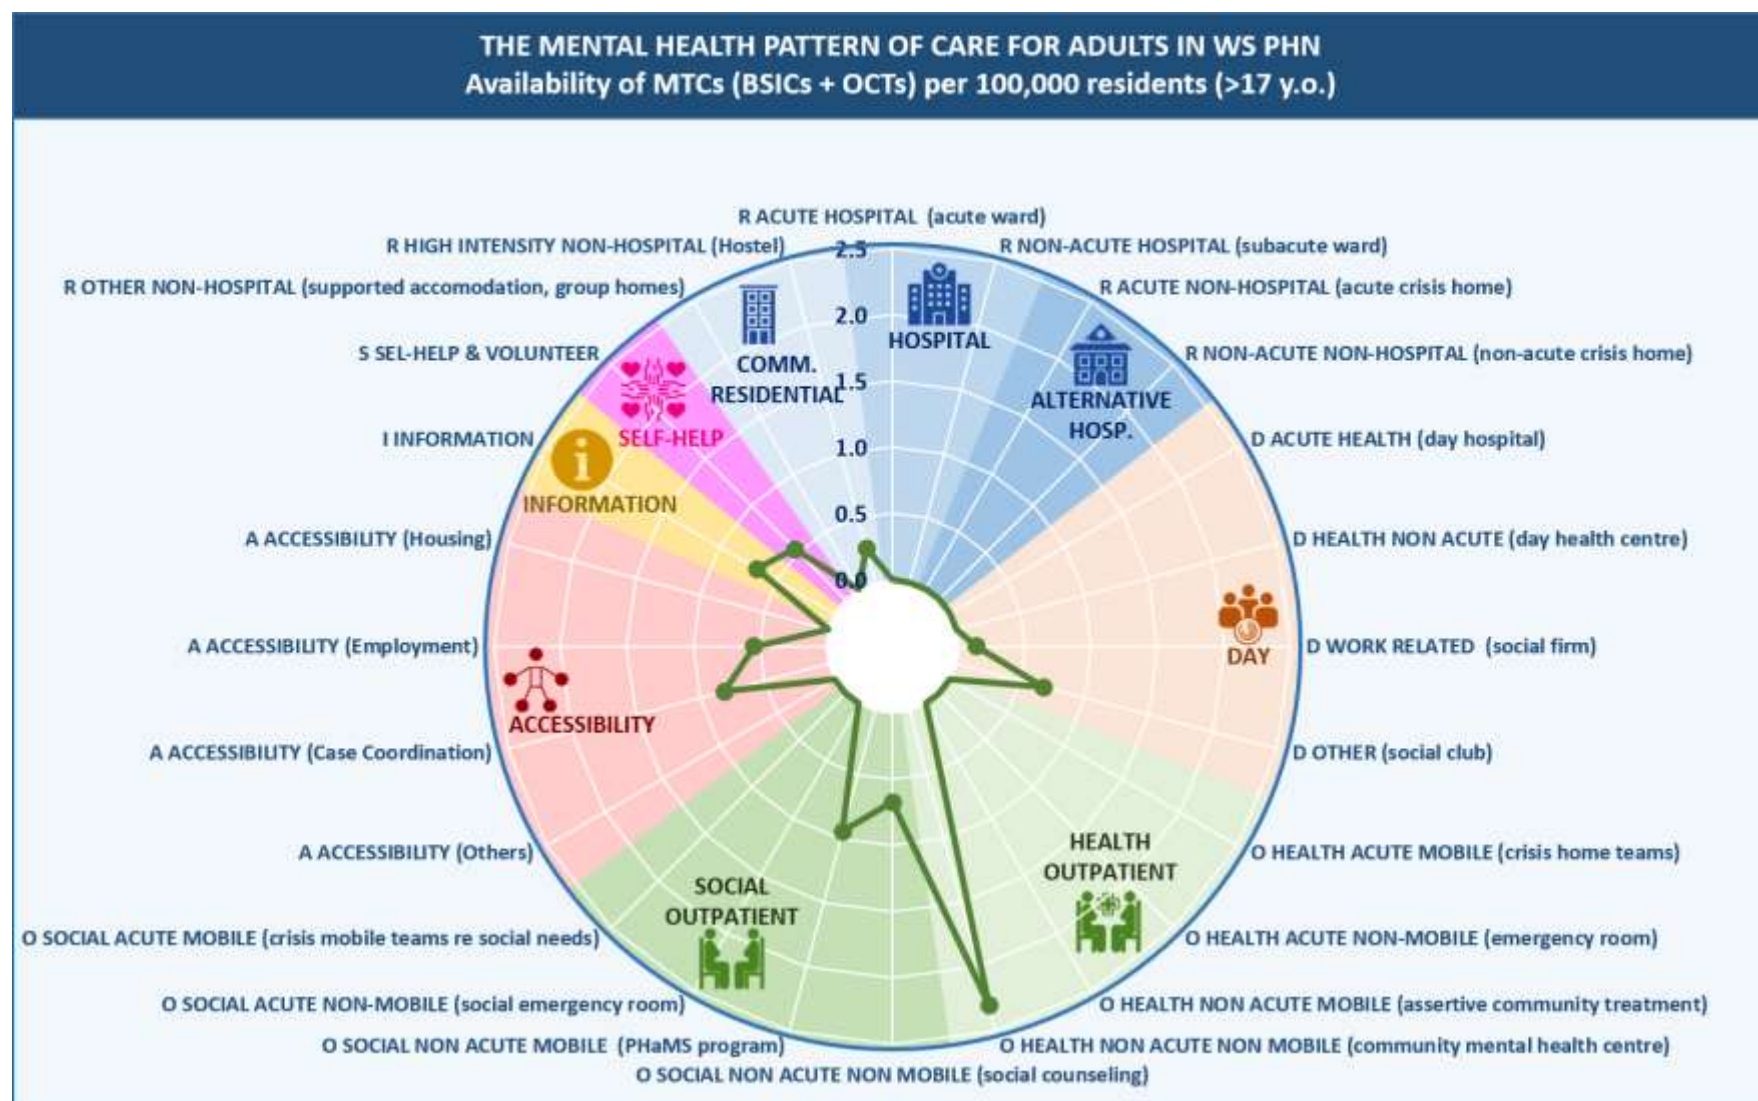 THE MENTAL HEALTH PATTERN OF CARE FOR ADULTS IN WS PHN
Availability of MTCs (BSICs + OCTs) per 100,000 residents (>17 y.o.)
R ACUTE HOSPITAL (acute ward)
R NON-ACUTE HOSPITAL (subacute ward)
R ACUTE NON-HOSPITAL (acute crisis home)
R NON-ACUTE NON-HOSPITAL (non-acute crisis home)
D ACUTE HEALTH (day hospital)
D HEALTH NON ACUTE (day health centre)
D WORK RELATED (social firm)
D OTHER (social club)
O HEALTH ACUTE MOBILE (crisis home teams)
O HEALTH ACUTE NON-MOBILE (emergency room)
O HEALTH NON ACUTE MOBILE (assertive community treatment)
O HEALTH NON ACUTE NON MOBILE (community mental health centre)
O SOCIAL NON ACUTE NON MOBILE (social counseling)
O SOCIAL NON ACUTE MOBILE (PHaMS program)
O SOCIAL ACUTE NON-MOBILE (social emergency room)
O SOCIAL ACUTE MOBILE (crisis mobile teams re social needs)
A ACCESSIBILITY (Others)
A ACCESSIBILITY (Case Coordination)
A ACCESSIBILITY (Employment)
A ACCESSIBILITY (Housing)
I INFORMATION
S SEL-HELP & VOLUNTEER
R OTHER NON-HOSPITAL (supported accomodation, group homes)
R HIGH INTENSITY NON-HOSPITAL (Hostel)
2.5
2.0
1.5
1.0
0.5
0.0
HOSPITAL
ALTERNATIVE
HOSP.
DAY
HEALTH
OUTPATIENT
SOCIAL
OUTPATIENT
ACCESSIBILITY
INFORMATION
SELF-HELP
COMM.
RESIDENTIAL